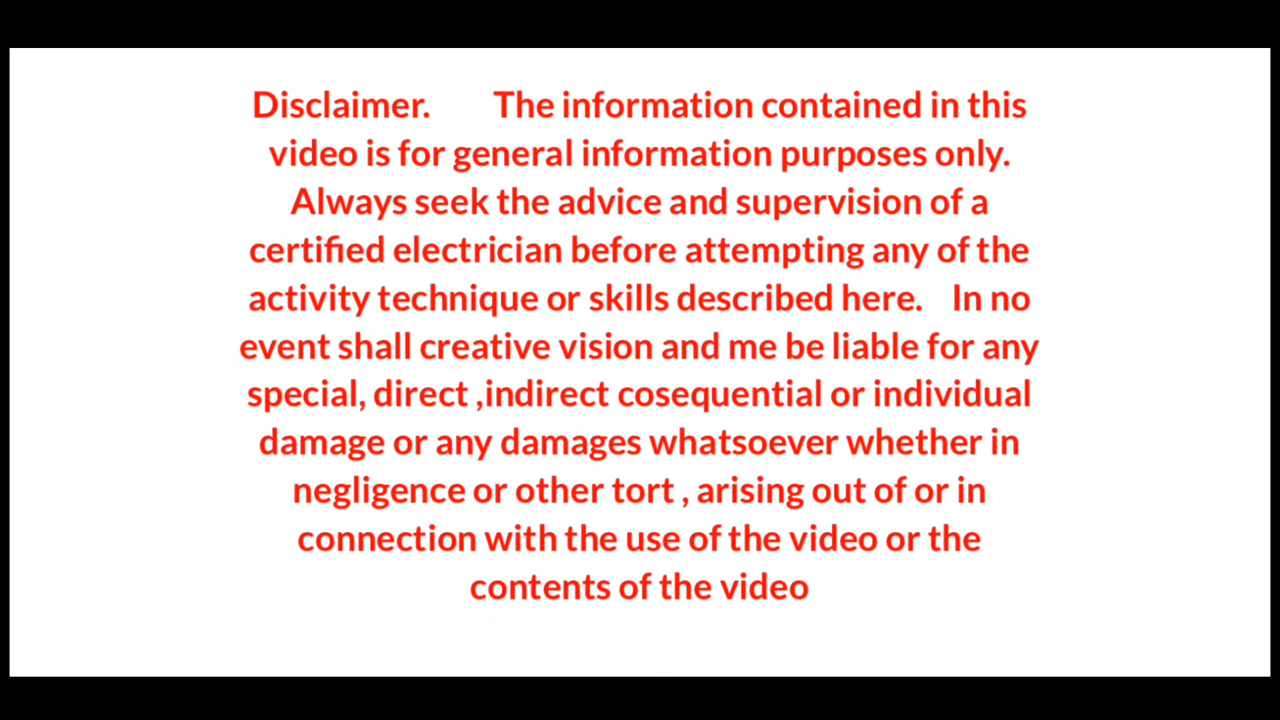 Disclaimer. The information contained in this
video is for general information purposes only.
Always seek the advice and supervision of a
certified electrician before attempting any of the
activity technique or skills described here. In no
event shall creative vision and me be liable for any
special, direct ,indirect cosequential or individual
damage or any damages whatsoever whether in
negligence or other tort , arising out of or in
connection with the use of the video or the
contents of the video